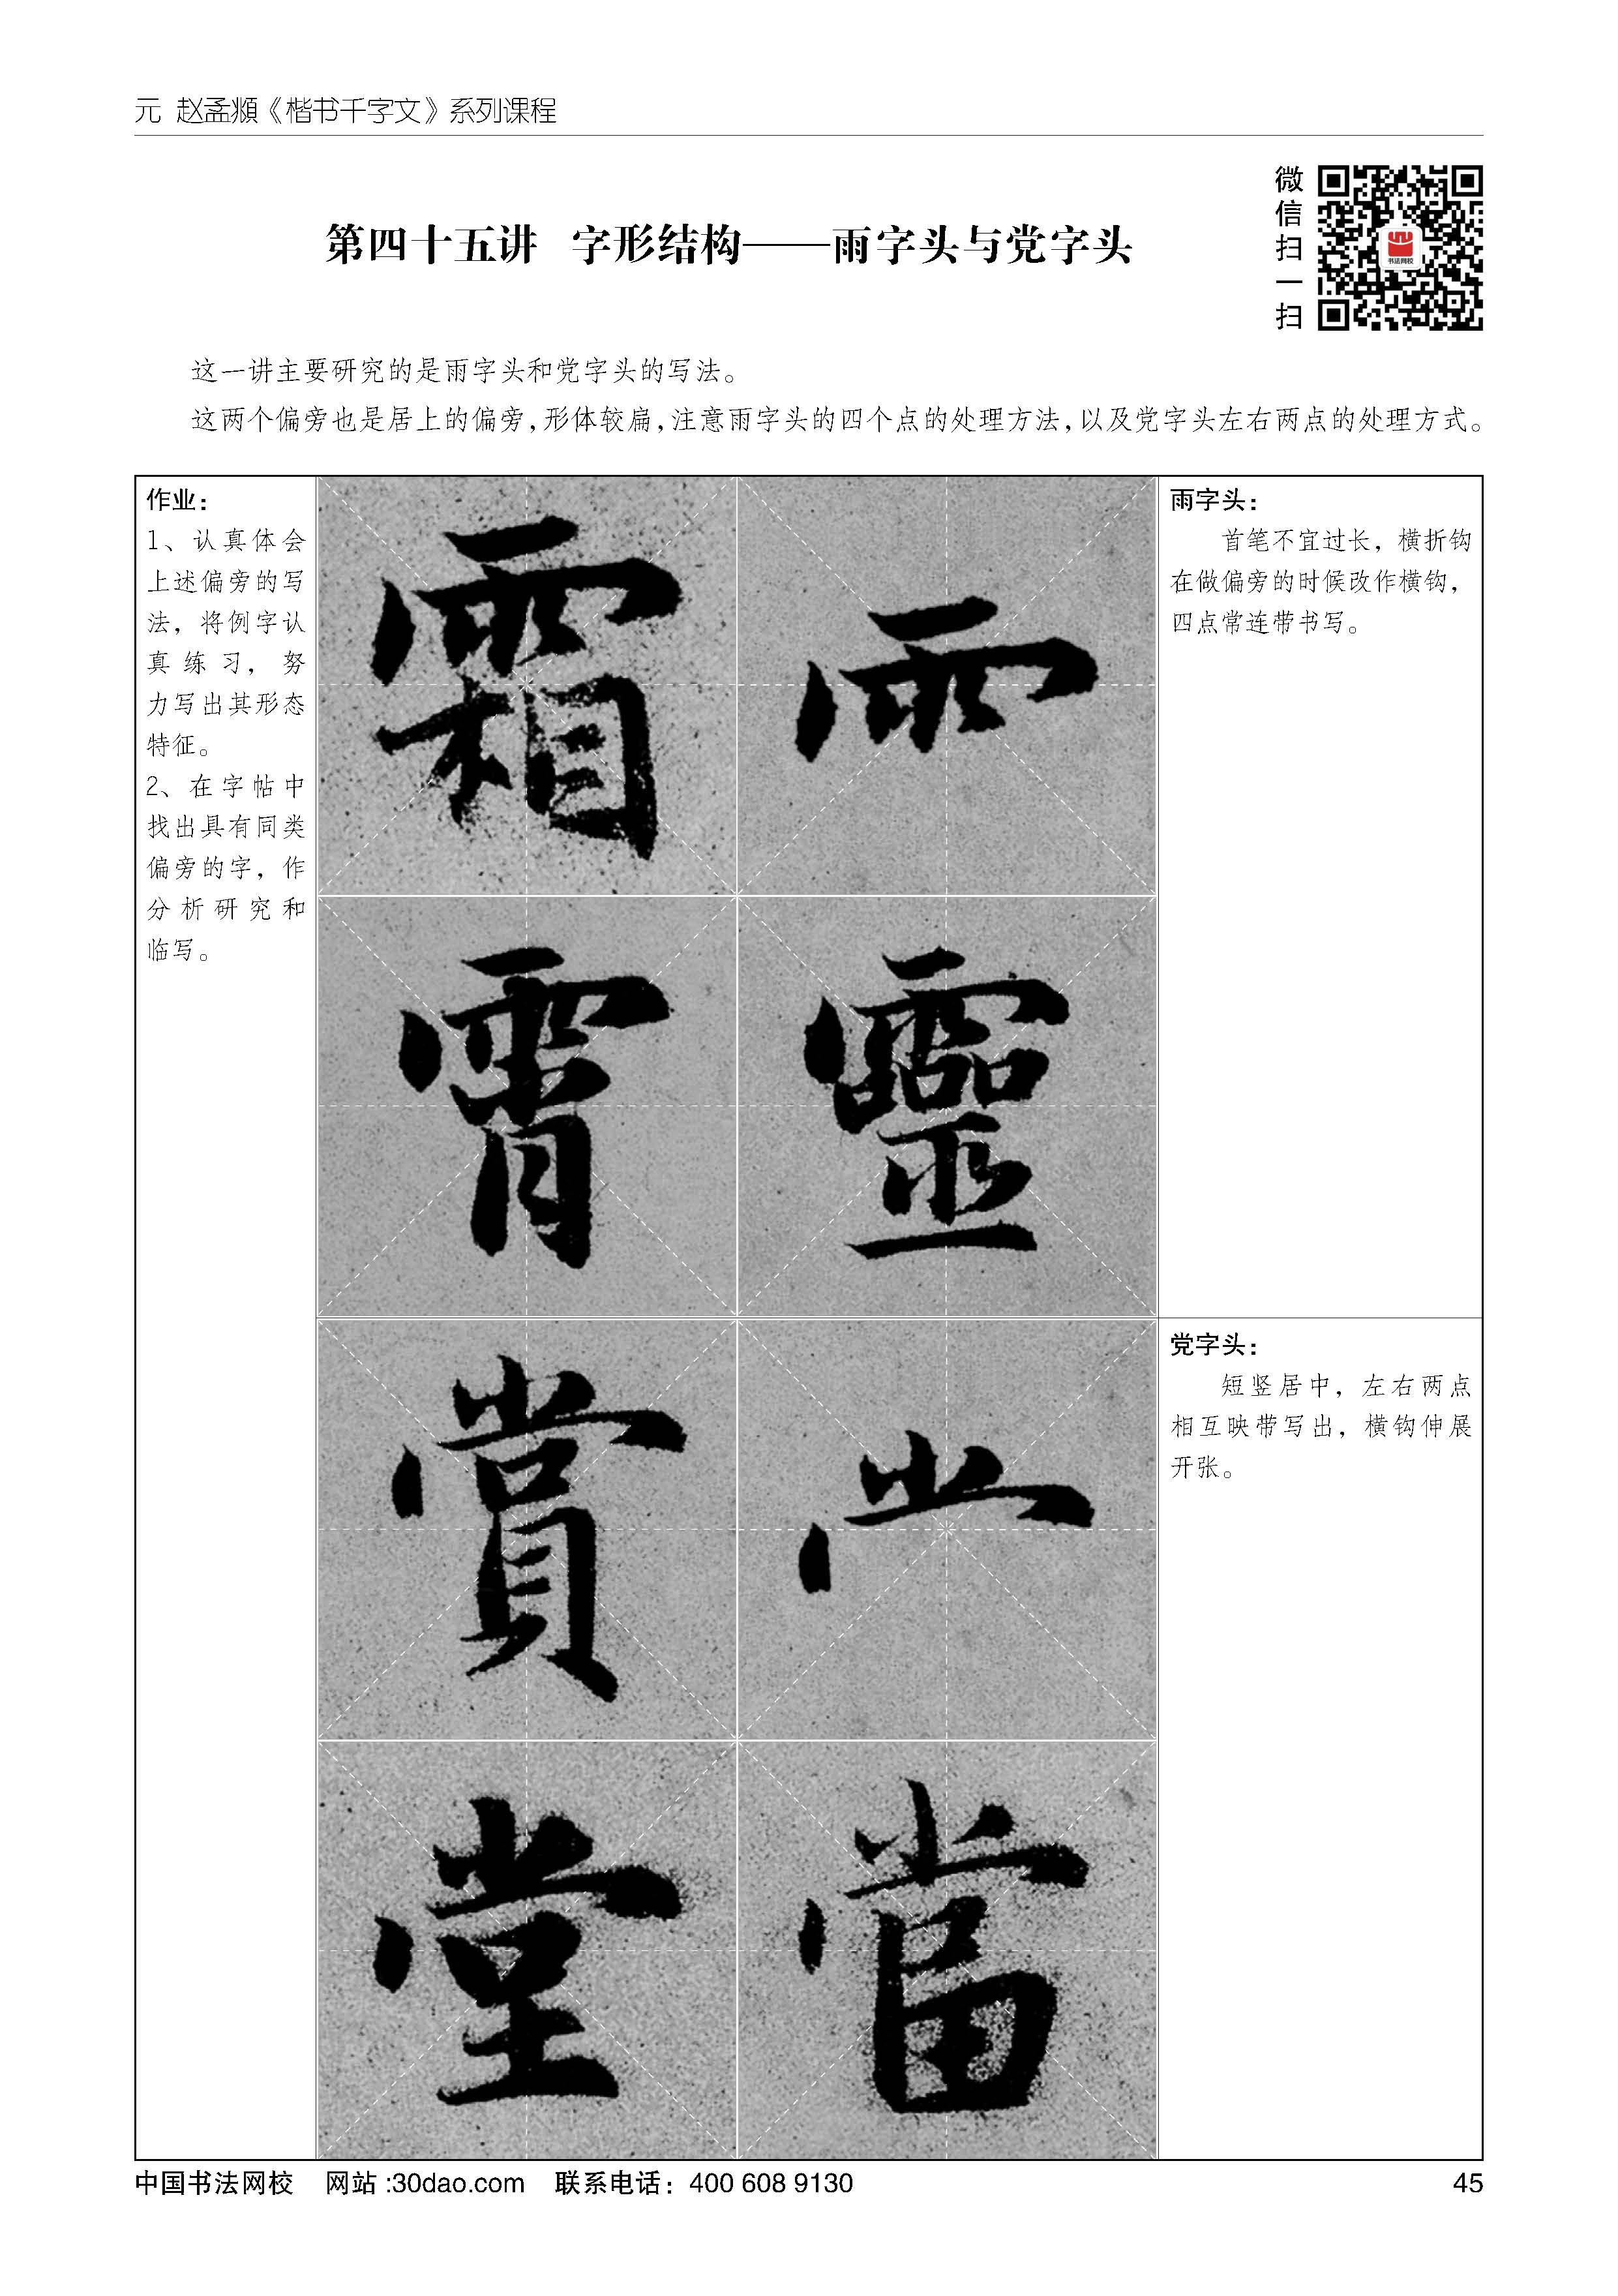 元 赵孟頫《楷书千字文》系列课程
微信扫一扫
书法网校
第四十五讲 字形结构——雨字头与党字头
这一讲主要研究的是雨字头和党字头的写法。
这两个偏旁也是居上的偏旁，形体较扁，注意雨字头的四个点的处理方法，以及党字头左右两点的处理方式。
作业：
1、认真体会
上述偏旁的写
法，将例字认
真练习，努
力写出其形态
特征。
2、在字帖中
找出具有同类
偏旁的字，作
分析研究和
临写。
霜
霄 靈
賞
堂 當
雨字头：
首笔不宜过长，横折钩
在做偏旁的时候改作横钩，
四点常连带书写。
党字头：
短竖居中，左右两点
相互映带写出，横钩伸展
开张。
中国书法网校 网站:30dao.com 联系电话：400 608 9130
45